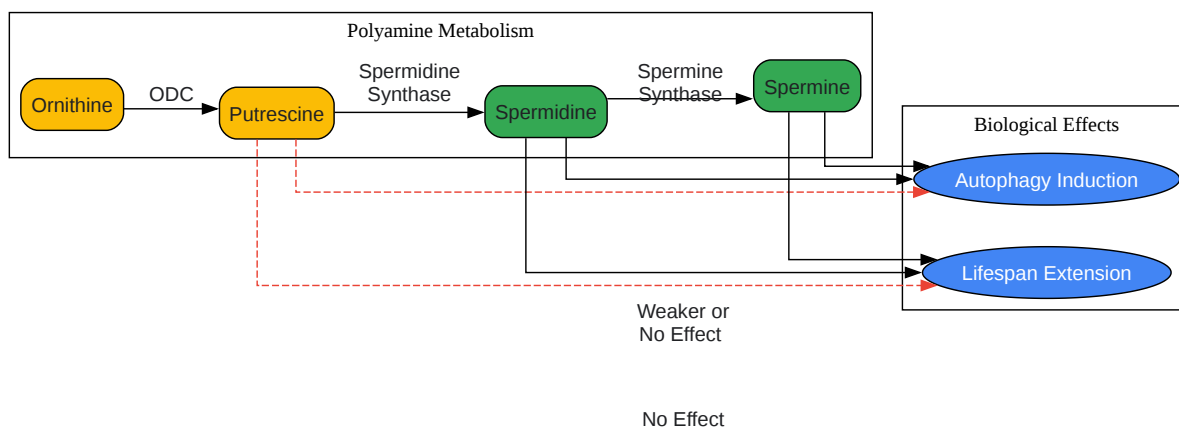 Polyamine Metabolism
Ornithine
ODC
Putrescine
Spermidine
Synthase
Spermidine
Spermine
Synthase
Spermine
Biological Effects
Autophagy Induction
Lifespan Extension
Weaker or
No Effect
No Effect